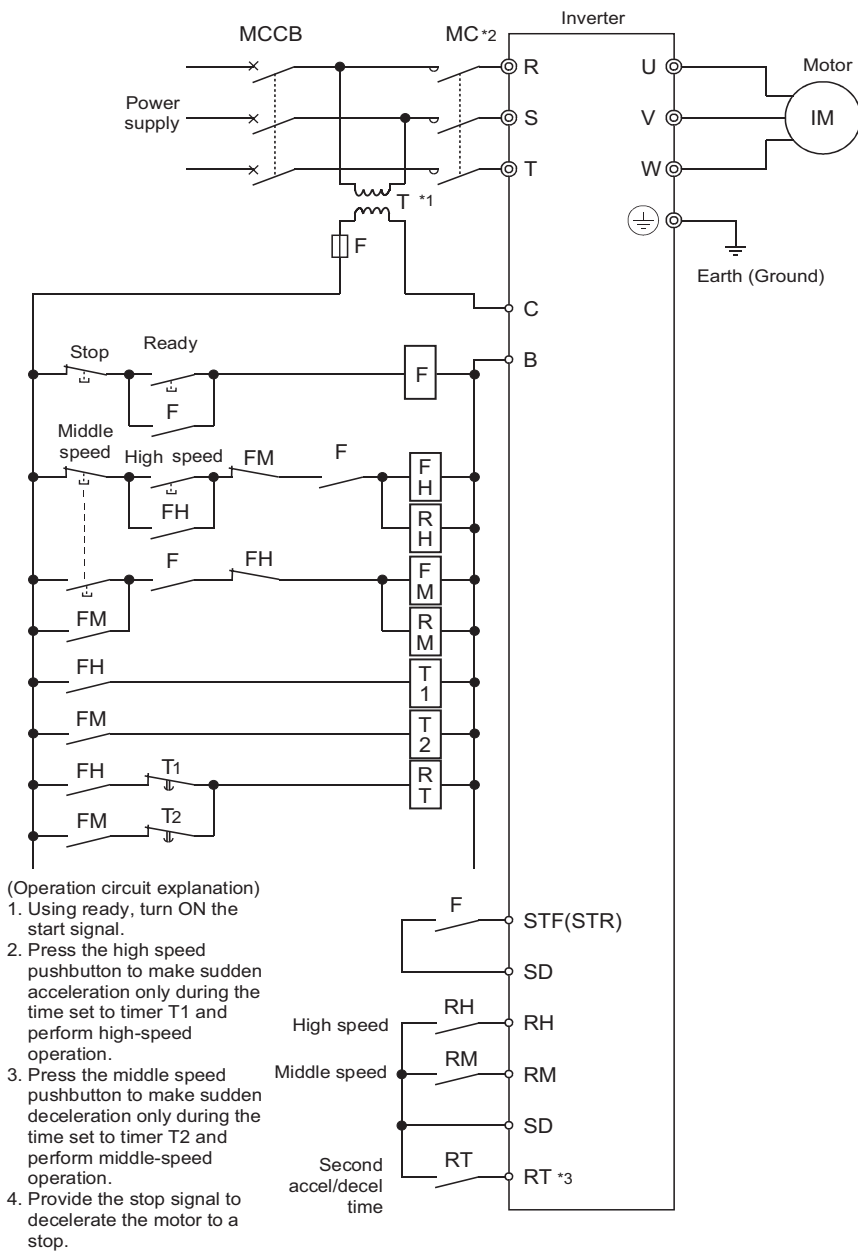 Inverter
MCCB
MC *2
Motor
R
U
Power
supply
S
V
IM
T
W
T *1
F
Earth (Ground)
C
Stop
Ready
B
F
F
Middle
speed
High speed
FM
F
F
H
FH
R
H
F
FH
F
M
FM
R
M
FH
T
1
FM
T
2
FH
T1
R
T
FM
T2
(Operation circuit explanation)
1. Using ready, turn ON the
start signal.
2. Press the high speed
pushbutton to make sudden
acceleration only during the
time set to timer T1 and
perform high-speed
operation.
3. Press the middle speed
pushbutton to make sudden
deceleration only during the
time set to timer T2 and
perform middle-speed
operation.
4. Provide the stop signal to
decelerate the motor to a
stop.
F
STF(STR)
SD
High speed
RH
RH
Middle speed
RM
RM
SD
Second
accel/decel
time
RT
RT *3